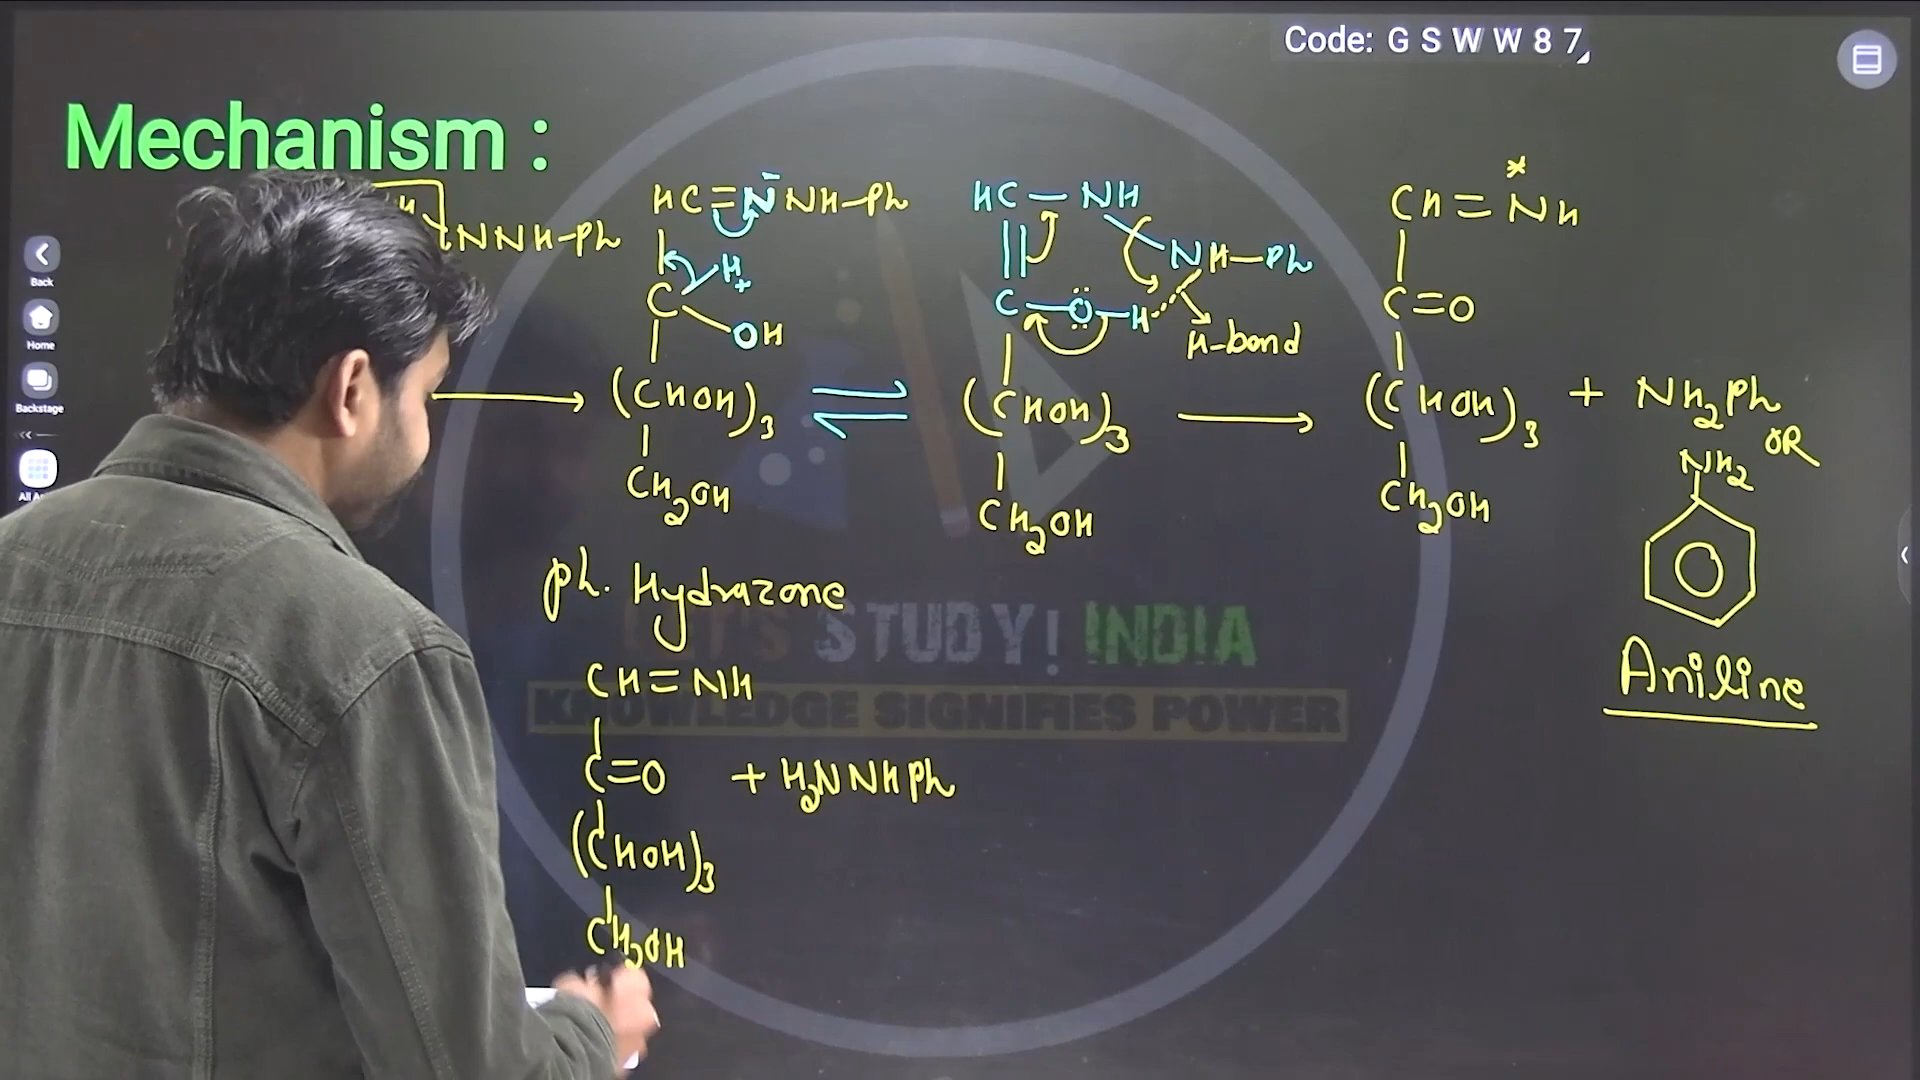 Code: G S W W 8 7
Mechanism :
Back
Home
Backstage
NNH-Ph
HC=N NH-Ph
H
+
C
OH
(CHOH)3
CH2OH
HC-NH
NH-Ph
C-O-H
H-bond
(CHOH)3
CH2OH
*
CH=NH
C=O
(CHOH)3
CH2OH
+ NH2Ph
OR
NH2
Aniline
Ph. Hydrazone
CH=NH
C=O + H2NNHPh
(CHOH)3
CH2OH
LET'S STUDY! INDIA
KNOWLEDGE SIGNIFIES POWER